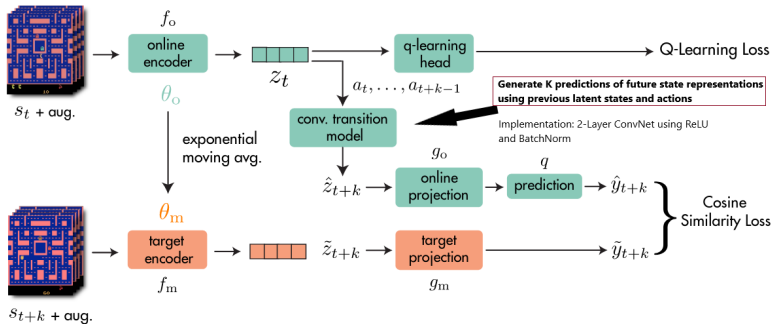 f_o
online
encoder
z_t
θ_o
s_t + aug.
q-learning
head
Q-Learning Loss
a_t, . . . , a_{t+k−1}
Generate K predictions of future state representations
using previous latent states and actions
Implementation: 2-Layer ConvNet using ReLU
and BatchNorm
conv. transition
model
exponential
moving avg.
g_o
q
ẑ_{t+k}
online
projection
prediction
ŷ_{t+k}
Cosine
Similarity Loss
θ_m
target
encoder
f_m
z̃_{t+k}
target
projection
g_m
ỹ_{t+k}
s_{t+k} + aug.